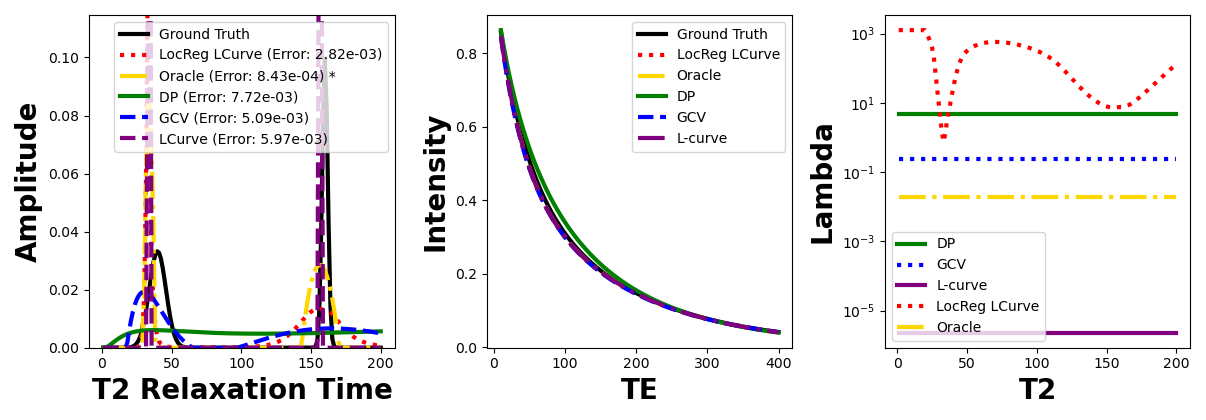 Amplitude
0.10
0.08
0.06
0.04
0.02
0.00
Ground Truth
LocReg LCurve (Error: 2.82e-03)
Oracle (Error: 8.43e-04) *
DP (Error: 7.72e-03)
GCV (Error: 5.09e-03)
LCurve (Error: 5.97e-03)
0 50 100 150 200
T2 Relaxation Time
Intensity
0.8
0.6
0.4
0.2
0.0
Ground Truth
LocReg LCurve
Oracle
DP
GCV
L-curve
0 100 200 300 400
TE
Lambda
10³
10¹
10⁻¹
10⁻³
10⁻⁵
DP
GCV
L-curve
LocReg LCurve
Oracle
0 50 100 150 200
T2